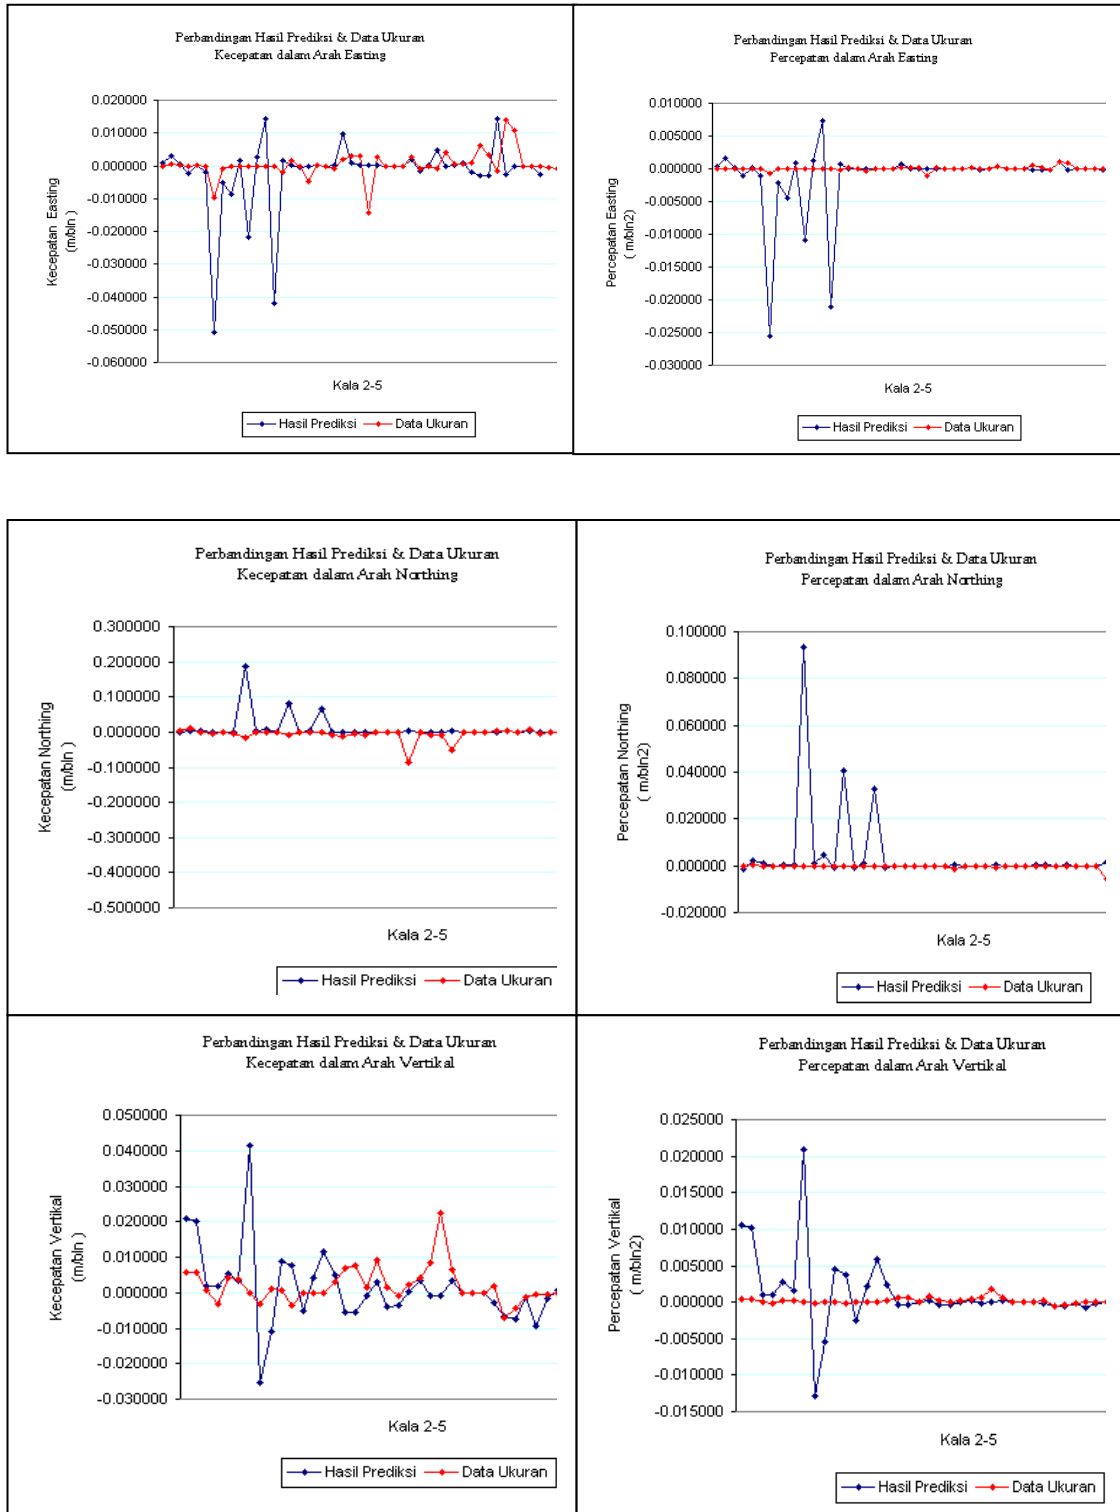 Perbandingan Hasil Prediksi & Data Ukuran
Kecepatan dalam Arah Easting
0.020000
0.010000
0.000000
-0.010000
-0.020000
-0.030000
-0.040000
-0.050000
-0.060000
Kecepatan Easting
(m/bln )
Kala 2-5
Hasil Prediksi
Data Ukuran
Perbandingan Hasil Prediksi & Data Ukuran
Percepatan dalam Arah Easting
0.010000
0.005000
0.000000
-0.005000
-0.010000
-0.015000
-0.020000
-0.025000
-0.030000
Percepatan Easting
( m/bln2)
Kala 2-5
Hasil Prediksi
Data Ukuran
Perbandingan Hasil Prediksi & Data Ukuran
Kecepatan dalam Arah Northing
0.300000
0.200000
0.100000
0.000000
-0.100000
-0.200000
-0.300000
-0.400000
-0.500000
Kecepatan Northing
(m/bln )
Kala 2-5
Hasil Prediksi
Data Ukuran
Perbandingan Hasil Prediksi & Data Ukuran
Percepatan dalam Arah Northing
0.100000
0.080000
0.060000
0.040000
0.020000
0.000000
-0.020000
Percepatan Northing
( m/bln2)
Kala 2-5
Hasil Prediksi
Data Ukuran
Perbandingan Hasil Prediksi & Data Ukuran
Kecepatan dalam Arah Vertikal
0.050000
0.040000
0.030000
0.020000
0.010000
0.000000
-0.010000
-0.020000
-0.030000
Kecepatan Vertikal
(m/bln )
Kala 2-5
Hasil Prediksi
Data Ukuran
Perbandingan Hasil Prediksi & Data Ukuran
Percepatan dalam Arah Vertikal
0.025000
0.020000
0.015000
0.010000
0.005000
0.000000
-0.005000
-0.010000
-0.015000
Percepatan Vertikal
( m/bln2)
Kala 2-5
Hasil Prediksi
Data Ukuran